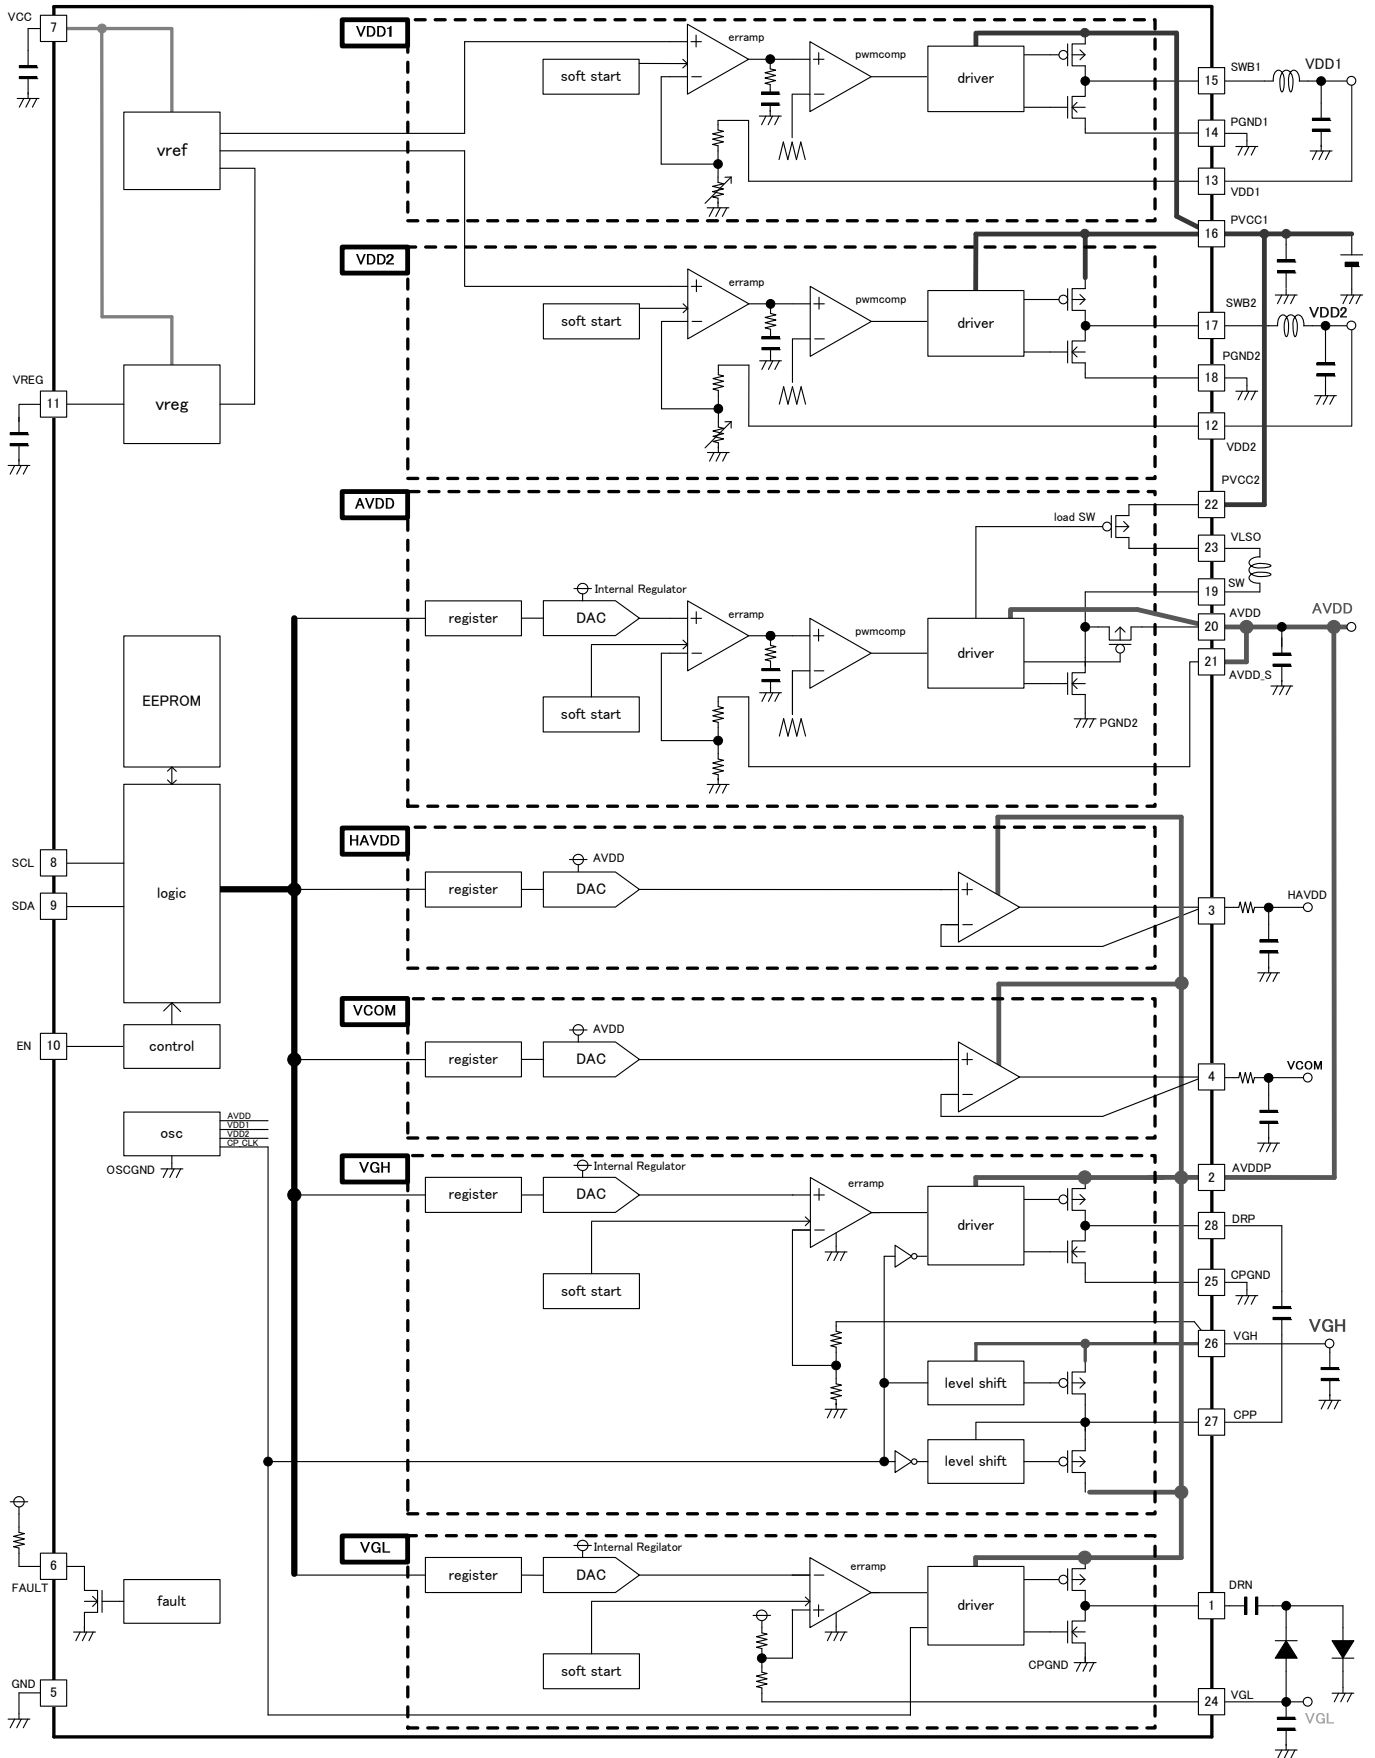 VCC
7
VDD1
erramp
pwmcomp
soft start
+
−
+
−
driver
15
SWB1
VDD1
14
PGND1
13
VDD1
vref
16
PVCC1
VDD2
erramp
pwmcomp
soft start
+
−
+
−
driver
SWB2
17
VDD2
PGND2
18
12
VDD2
VREG
11
vreg
PVCC2
AVDD
22
load SW
23
VLSO
Internal Regulator
19
SW
register
DAC
erramp
pwmcomp
+
−
+
−
driver
AVDD
20
AVDD
21
AVDD_S
soft start
PGND2
EEPROM
HAVDD
AVDD
SCL
8
register
DAC
+
−
logic
SDA
9
3
HAVDD
VCOM
AVDD
EN
10
control
register
DAC
+
−
4
VCOM
osc
AVDD
VDD1
VDD2
CP_CLK
OSCGND
VGH
Internal Regulator
2
AVDDP
register
DAC
erramp
+
−
driver
28
DRP
soft start
25
CPGND
26
VGH
VGH
level shift
27
CPP
level shift
VGL
Internal Regilator
6
FAULT
register
DAC
erramp
−
+
driver
fault
1
DRN
soft start
CPGND
GND
5
24
VGL
VGL